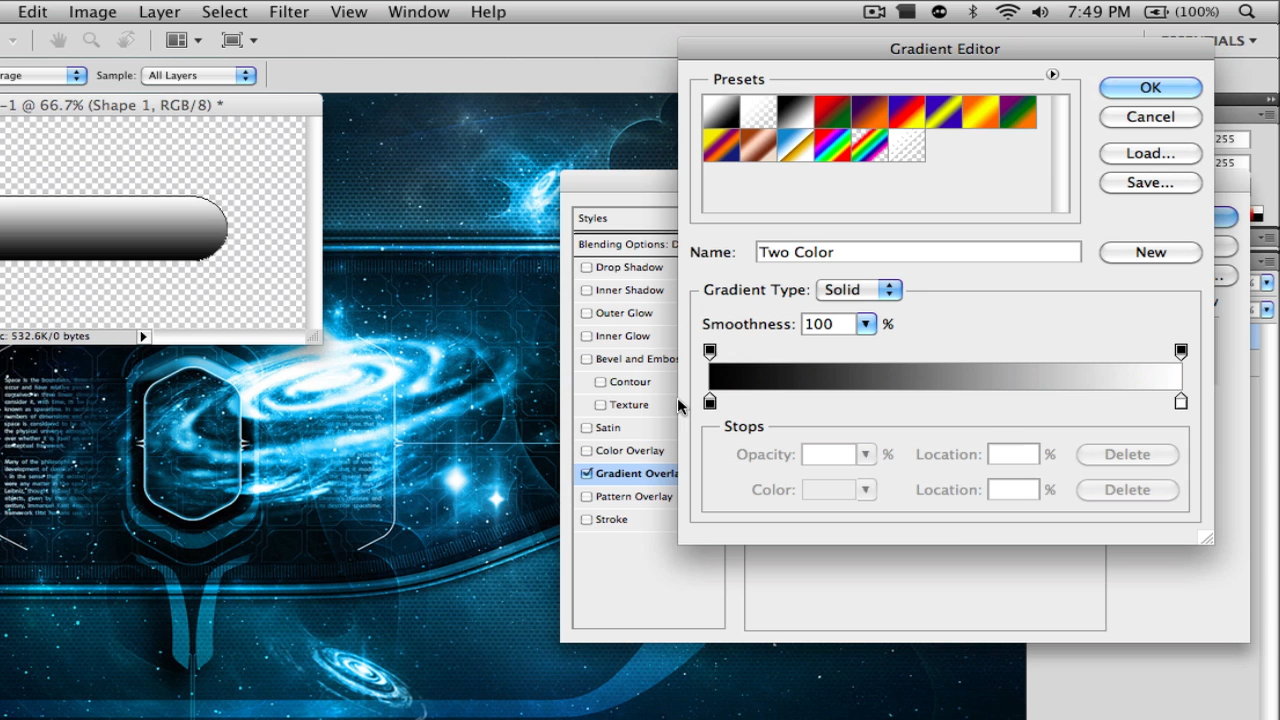 Edit Image Layer Select Filter View Window Help 7:49 PM (100%)
ESSENTIALS
rage Sample: All Layers
-1 @ 66.7% (Shape 1, RGB/8) *
c: 532.6K/0 bytes
Styles
Blending Options: D
Drop Shadow
Inner Shadow
Outer Glow
Inner Glow
Bevel and Embos
Contour
Texture
Satin
Color Overlay
Gradient Overla
Pattern Overlay
Stroke
Gradient Editor
Presets
OK
Cancel
Load...
Save...
Name: Two Color New
Gradient Type: Solid
Smoothness: 100 %
Stops
Opacity: % Location: % Delete
Color: Location: % Delete
255
255